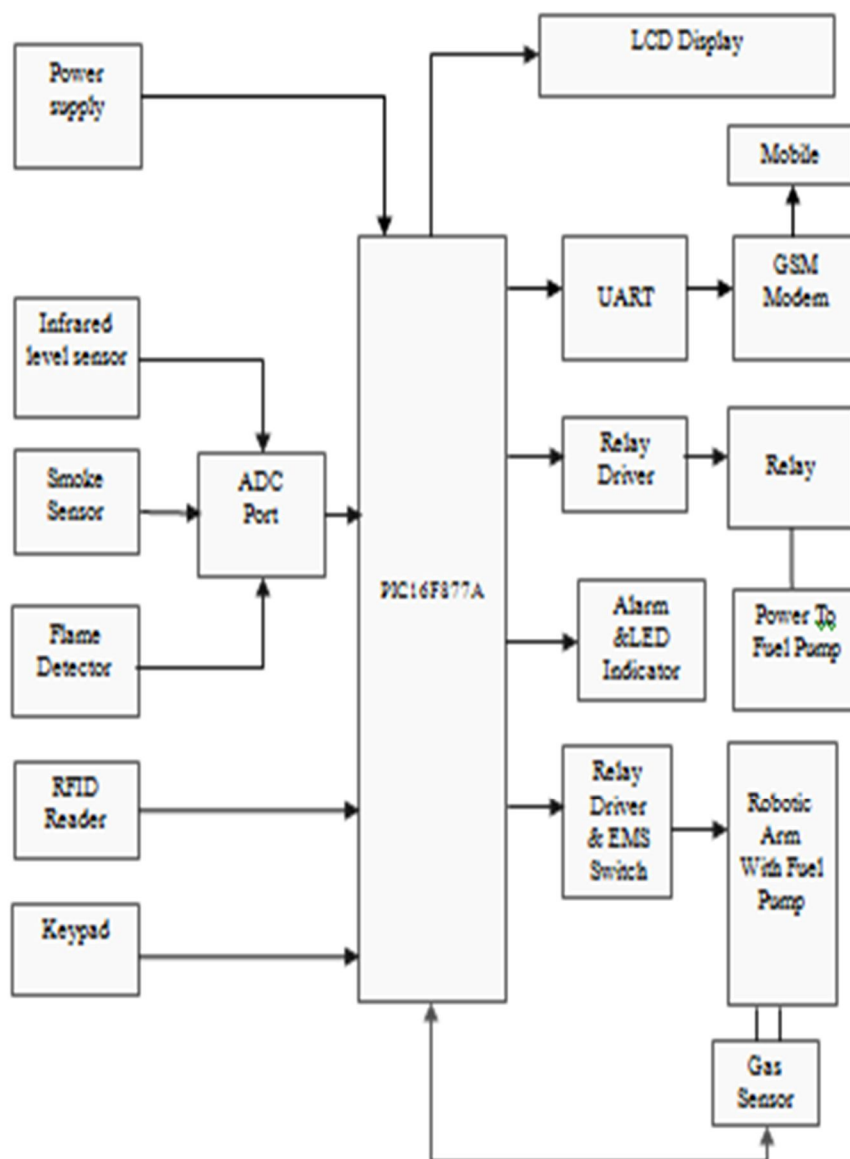 LCD Display
Power
supply
Mobile
GSM
Modem
UART
Infrared
level sensor
Relay
Driver
Relay
Smoke
Sensor
ADC
Port
PIC16F877A
Alarm
&LED
Indicator
Power To
Fuel Pump
Flame
Detector
RFID
Reader
Relay
Driver
& EMS
Switch
Robotic
Arm
With Fuel
Pump
Keypad
Gas
Sensor